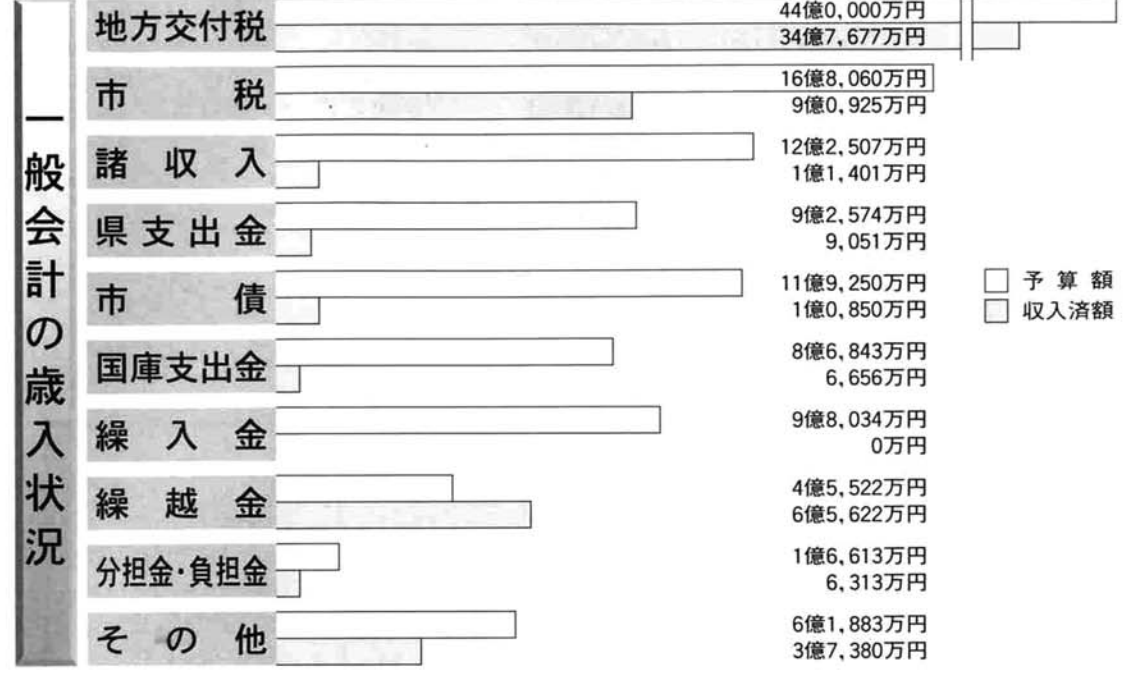 一般会計の歳入状況
地方交付税
44億0,000万円
34億7,677万円
市税
16億8,060万円
9億0,925万円
諸収入
12億2,507万円
1億1,401万円
県支出金
9億2,574万円
9,051万円
市債
11億9,250万円
1億0,850万円
国庫支出金
8億6,843万円
6,656万円
繰入金
9億8,034万円
0万円
繰越金
4億5,522万円
6億5,622万円
分担金・負担金
1億6,613万円
6,313万円
その他
6億1,883万円
3億7,380万円
予算額
収入済額